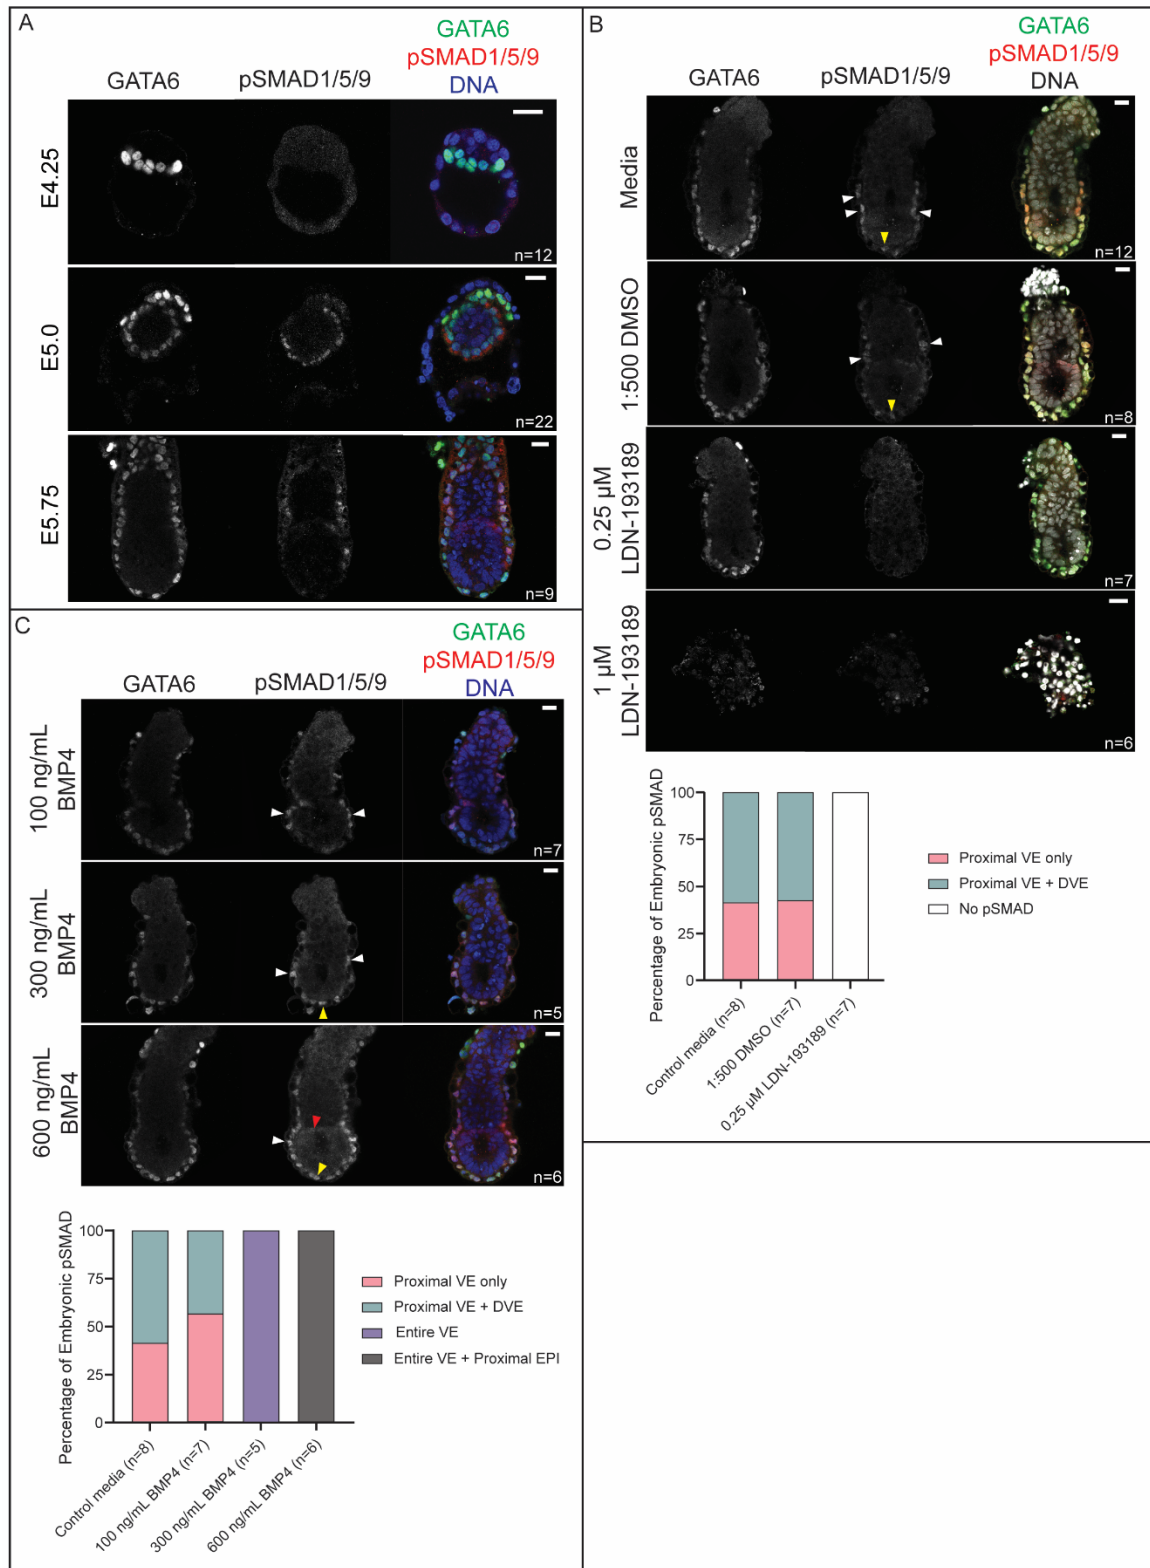 A
GATA6
GATA6 pSMAD1/5/9 pSMAD1/5/9
DNA
E4.25
n=12
E5.0
n=22
E5.75
n=9
B
GATA6
pSMAD1/5/9
GATA6 pSMAD1/5/9 DNA
Media
n=12
1:500 DMSO
n=8
0.25 µM
LDN-193189
n=7
1 µM
LDN-193189
n=6
100
75
50
25
0
Percentage of Embryonic pSMAD
Proximal VE only
Proximal VE + DVE
No pSMAD
Control media (n=8)
1:500 DMSO (n=7)
0.25 µM LDN-193189 (n=7)
C
GATA6
pSMAD1/5/9
GATA6 pSMAD1/5/9 DNA
100 ng/mL
BMP4
n=7
300 ng/mL
BMP4
n=5
600 ng/mL
BMP4
n=6
100
75
50
25
0
Percentage of Embryonic pSMAD
Proximal VE only
Proximal VE + DVE
Entire VE
Entire VE + Proximal EPI
Control media (n=8)
100 ng/mL BMP4 (n=7)
300 ng/mL BMP4 (n=5)
600 ng/mL BMP4 (n=6)